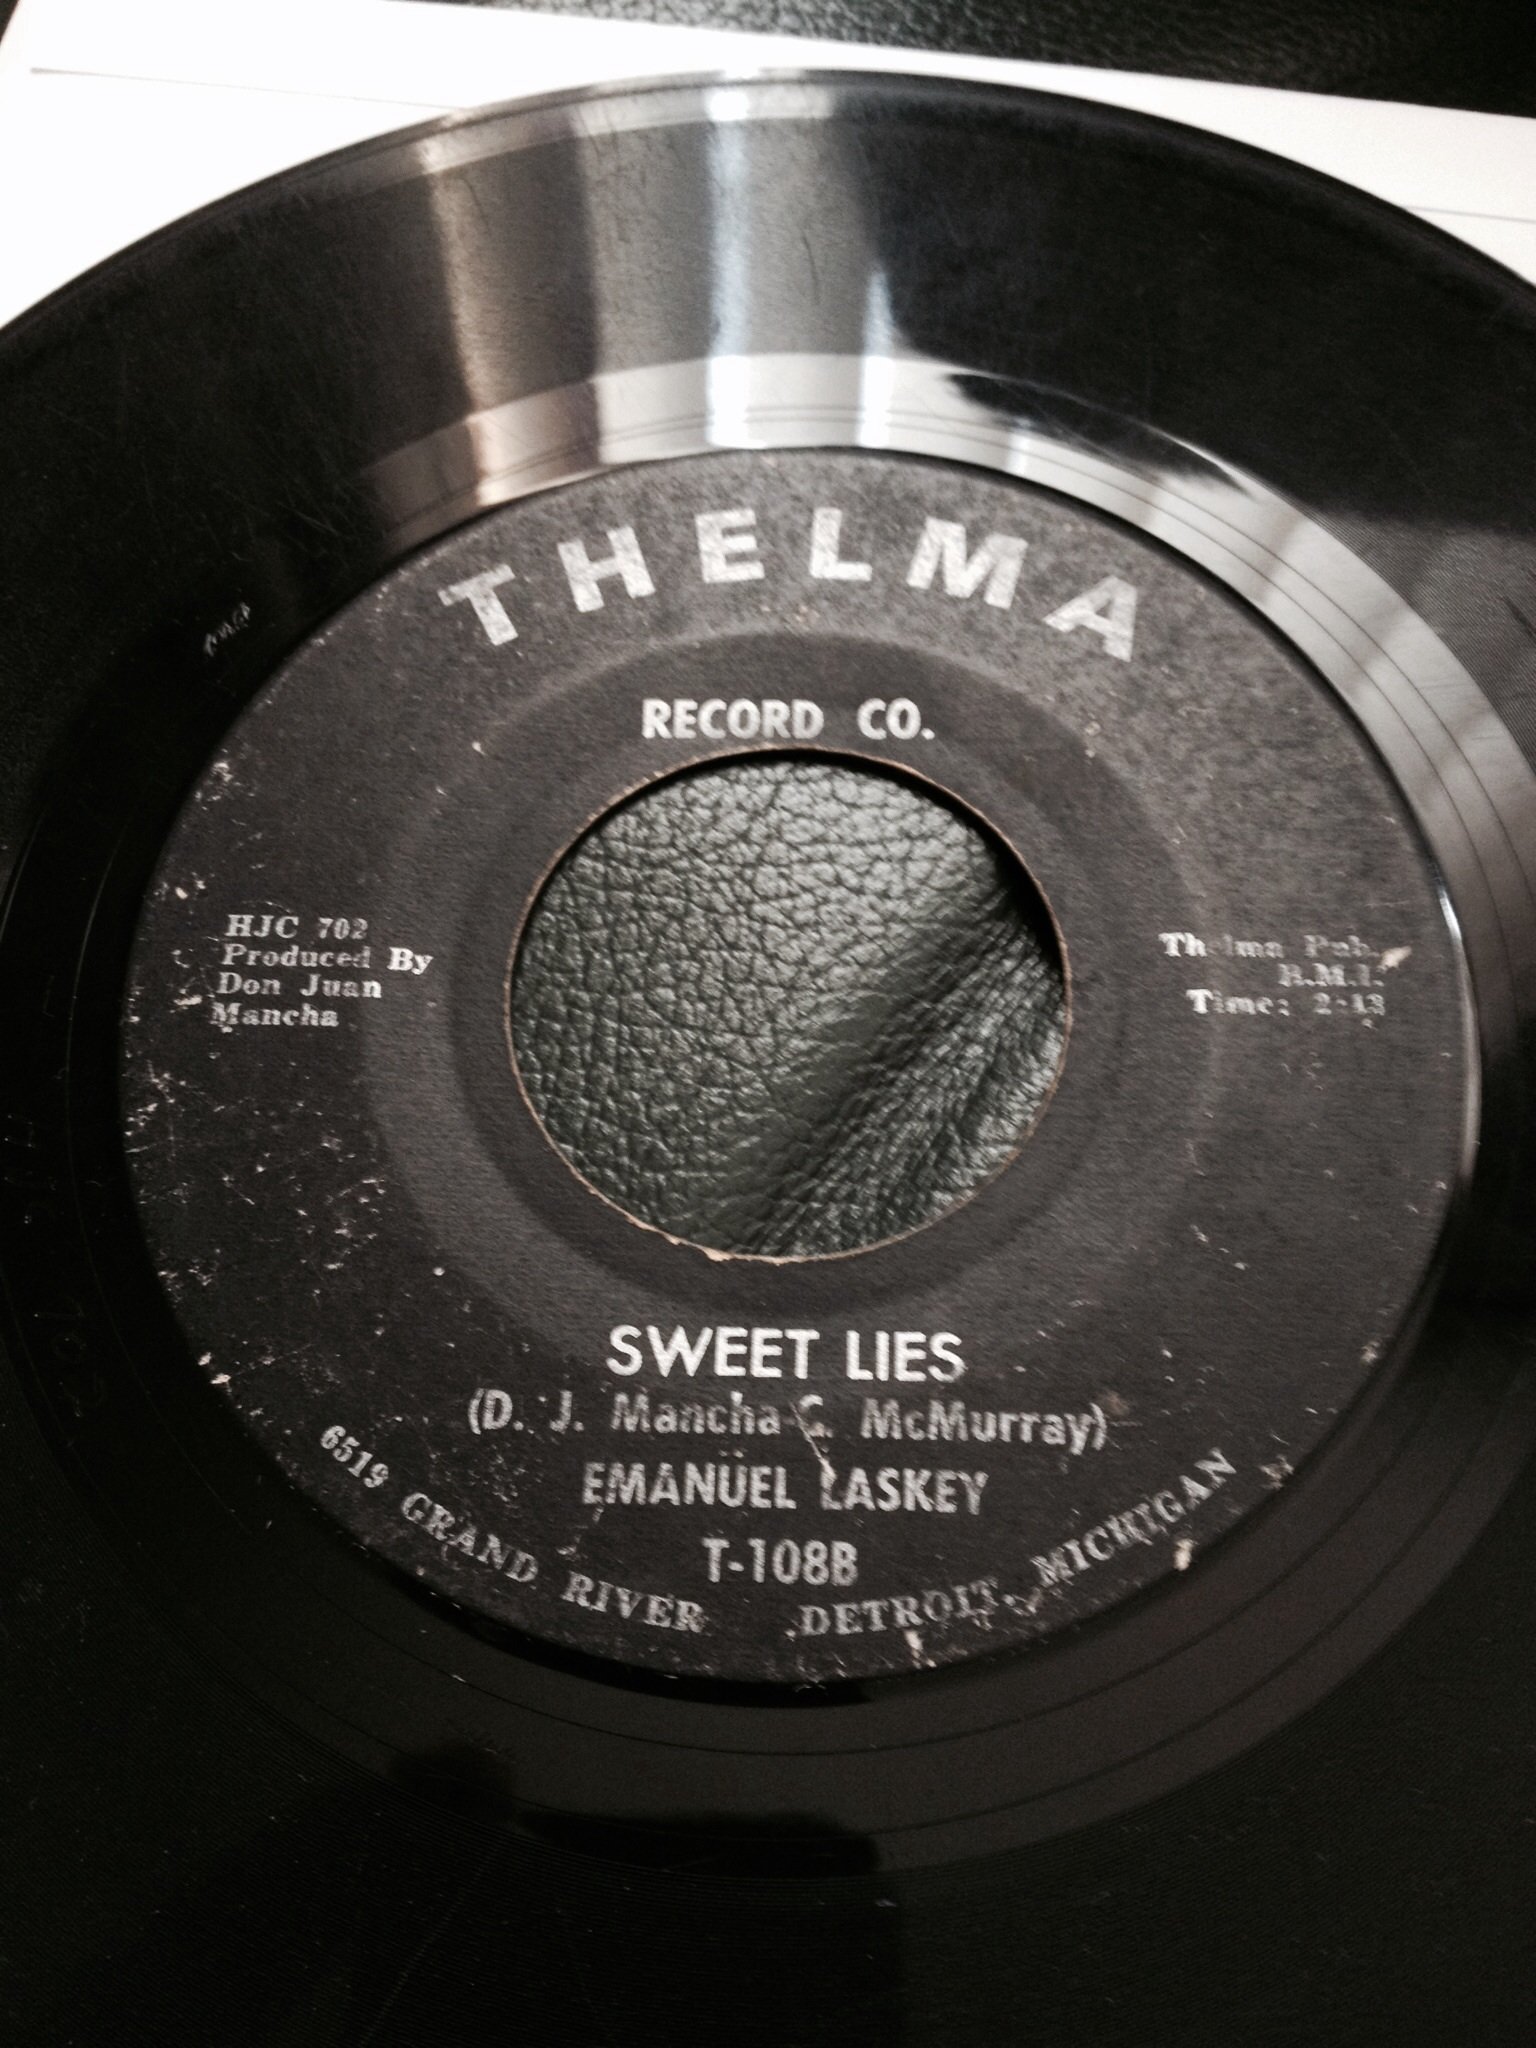 THELMA
RECORD CO.
HJC 702
Produced By
Don Juan
Mancha
Thelma Pub.
B.M.I.
Time: 2:43
SWEET LIES
(D. J. Mancha-C. McMurray)
EMANUEL LASKEY
T-108B
6519 GRAND RIVER DETROIT, MICHIGAN